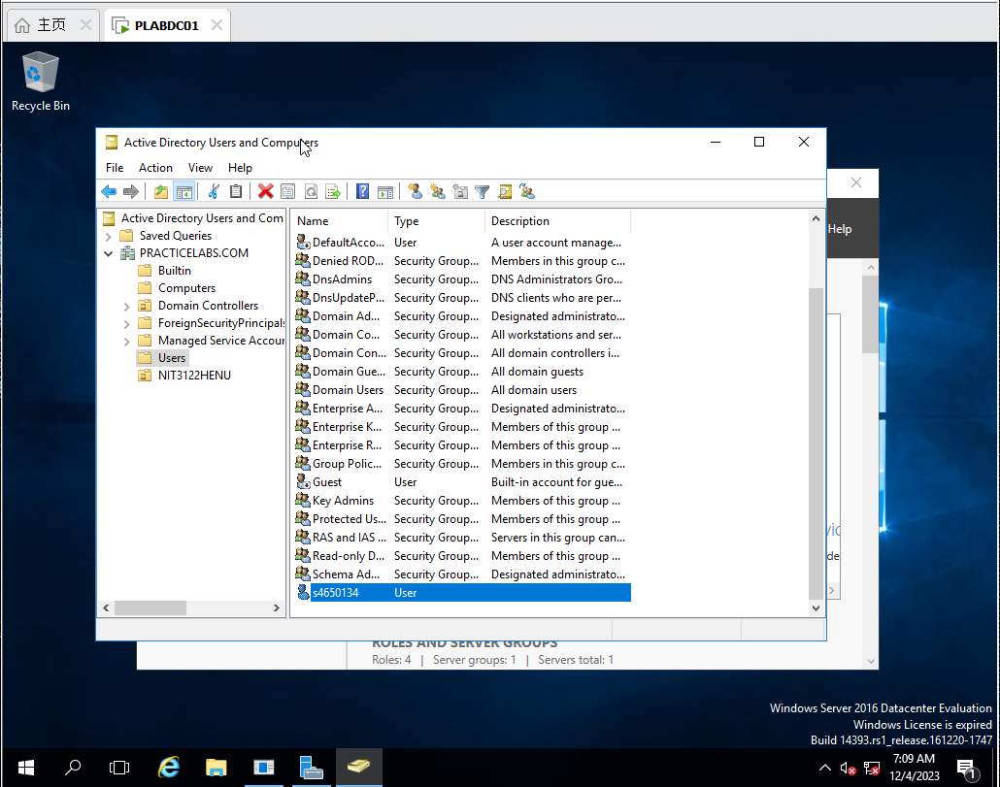 主页
PLABDC01
Recycle Bin
Active Directory Users and Computers
File Action View Help
Help
Active Directory Users and Com
Saved Queries
PRACTICELABS.COM
Builtin
Computers
Domain Controllers
ForeignSecurityPrincipals
Managed Service Accour
Users
NIT3122HENU
Name Type Description
DefaultAcco... User A user account manage...
Denied ROD... Security Group... Members in this group c...
DnsAdmins Security Group... DNS Administrators Gro...
DnsUpdateP... Security Group... DNS clients who are per...
Domain Ad... Security Group... Designated administrato...
Domain Co... Security Group... All workstations and ser...
Domain Con... Security Group... All domain controllers i...
Domain Gue... Security Group... All domain guests
Domain Users Security Group... All domain users
Enterprise A... Security Group... Designated administrato...
Enterprise K... Security Group... Members of this group ...
Enterprise R... Security Group... Members of this group ...
Group Polic... Security Group... Members in this group c...
Guest User Built-in account for gue...
Key Admins Security Group... Members of this group ...
Protected Us... Security Group... Members of this group ...
RAS and IAS ... Security Group... Servers in this group can...
Read-only D... Security Group... Members of this group ...
Schema Ad... Security Group... Designated administrato...
s4650134 User
ROLES AND SERVER GROUPS
Roles: 4 | Server groups: 1 | Servers total: 1
Windows Server 2016 Datacenter Evaluation
Windows License is expired
Build 14393.rs1_release.161220-1747
7:09 AM
12/4/2023
1